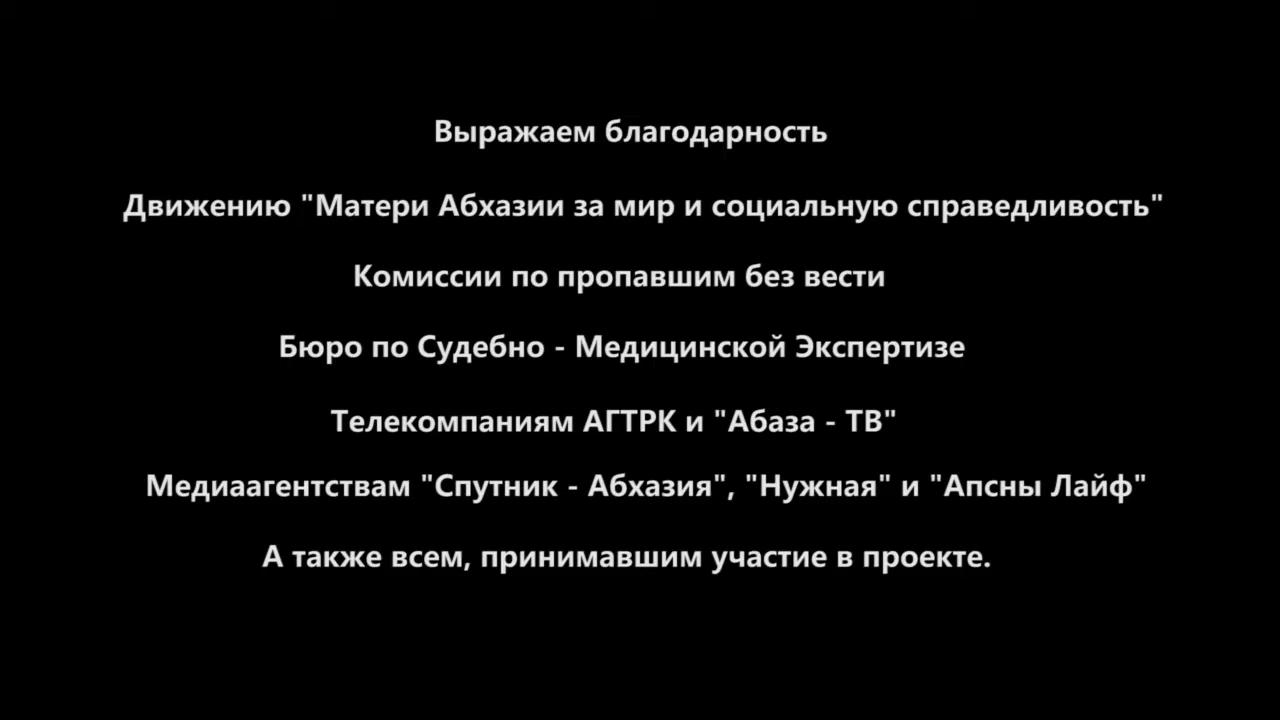 Выражаем благодарность
Движению "Матери Абхазии за мир и социальную справедливость"
Комиссии по пропавшим без вести
Бюро по Судебно - Медицинской Экспертизе
Телекомпаниям АГТРК и "Абаза - ТВ"
Медиаагентствам "Спутник - Абхазия", "Нужная" и "Апсны Лайф"
А также всем, принимавшим участие в проекте.